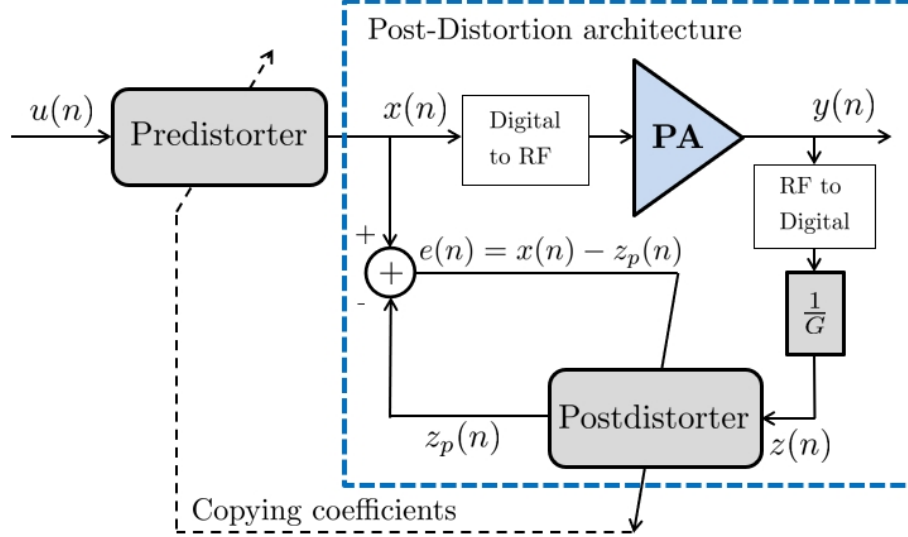 Post-Distortion architecture
u(n)
Predistorter
x(n)
Digital
to RF
PA
y(n)
RF to
Digital
+
e(n) = x(n) − z_p(n)
+
-
1/G
Postdistorter
z_p(n)
z(n)
Copying coefficients